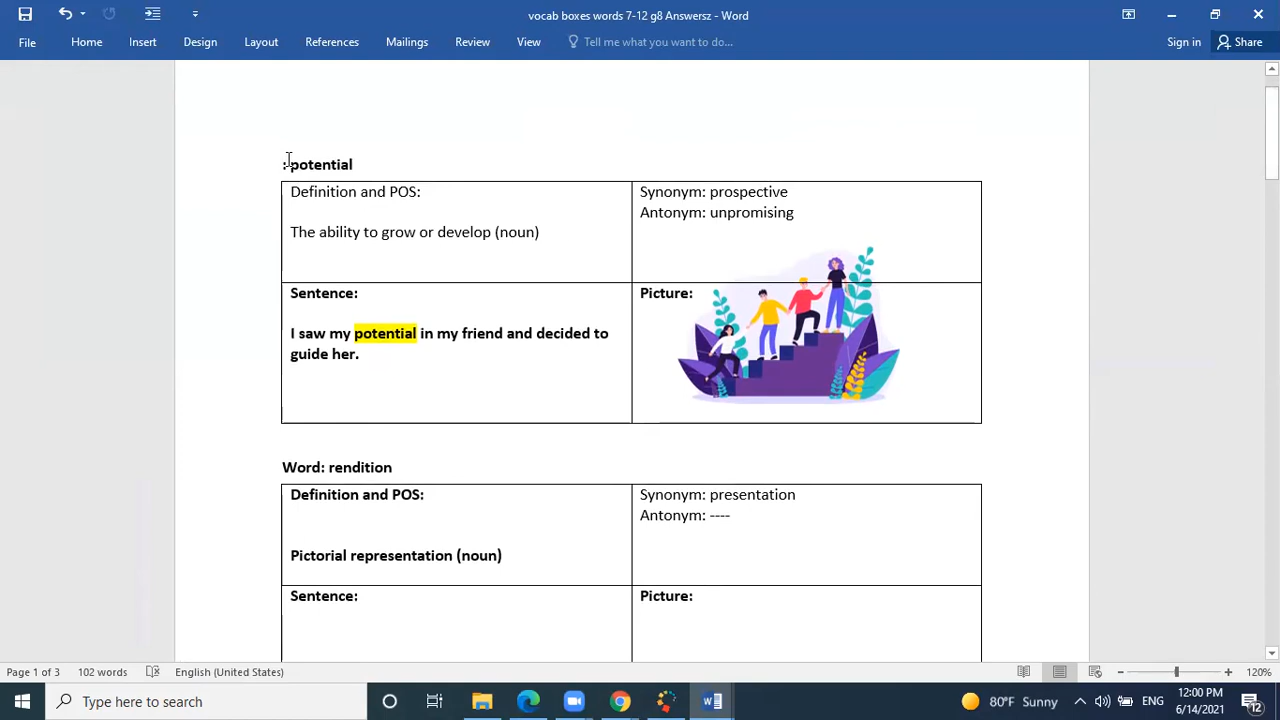 vocab boxes words 7-12 g8 Answersz - Word
File Home Insert Design Layout References Mailings Review View Tell me what you want to do... Sign in Share
: potential
Definition and POS:
The ability to grow or develop (noun)
Synonym: prospective
Antonym: unpromising
Sentence:
I saw my potential in my friend and decided to
guide her.
Picture:
Word: rendition
Definition and POS:
Pictorial representation (noun)
Synonym: presentation
Antonym: ----
Sentence:
Picture:
Page 1 of 3 102 words English (United States) 120%
Type here to search
80°F Sunny
ENG
12:00 PM
6/14/2021
12